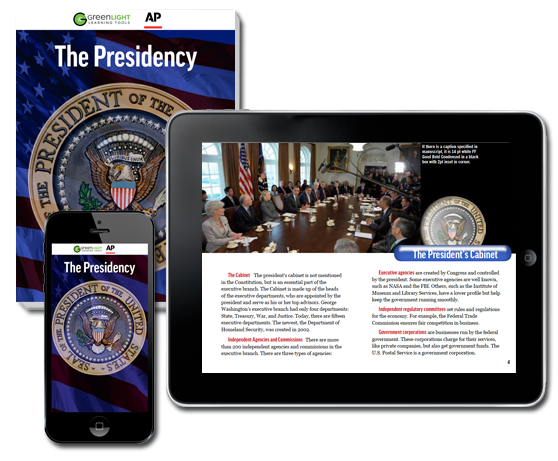 GREENLIGHT
LEARNING TOOLS
AP
The Presidency
PRESIDENT OF THE
GREENLIGHT
LEARNING TOOLS
AP
The Presidency
SEAL OF THE PRESIDENT OF THE UNITED STATES
If there is a caption specified in
manuscript, it is 14 pt white FF
Good Bold Condensed in a black
box with 2pt inset in corner.
The President's Cabinet
The Cabinet The president's cabinet is not mentioned
in the Constitution, but is an essential part of the
executive branch. The Cabinet is made up of the heads
of the executive departments, who are appointed by the
president and serve as his or her top advisors. George
Washington's executive branch had only four departments:
State, Treasury, War, and Justice. Today, there are fifteen
executive departments. The newest, the Department of
Homeland Security, was created in 2002.
Independent Agencies and Commissions There are more
than 200 independent agencies and commissions in the
executive branch. There are three types of agencies:
Executive agencies are created by Congress and controlled
by the president. Some executive agencies are well known,
such as NASA and the FBI. Others, such as the Institute of
Museum and Library Services, have a lower profile but help
keep the government running smoothly.
Independent regulatory committees set rules and regulations
for the economy. For example, the Federal Trade
Commission ensures fair competition in business.
Government corporations are businesses run by the federal
government. These corporations charge for their services,
like private companies, but also get government funds. The
U.S. Postal Service is a government corporation.
4